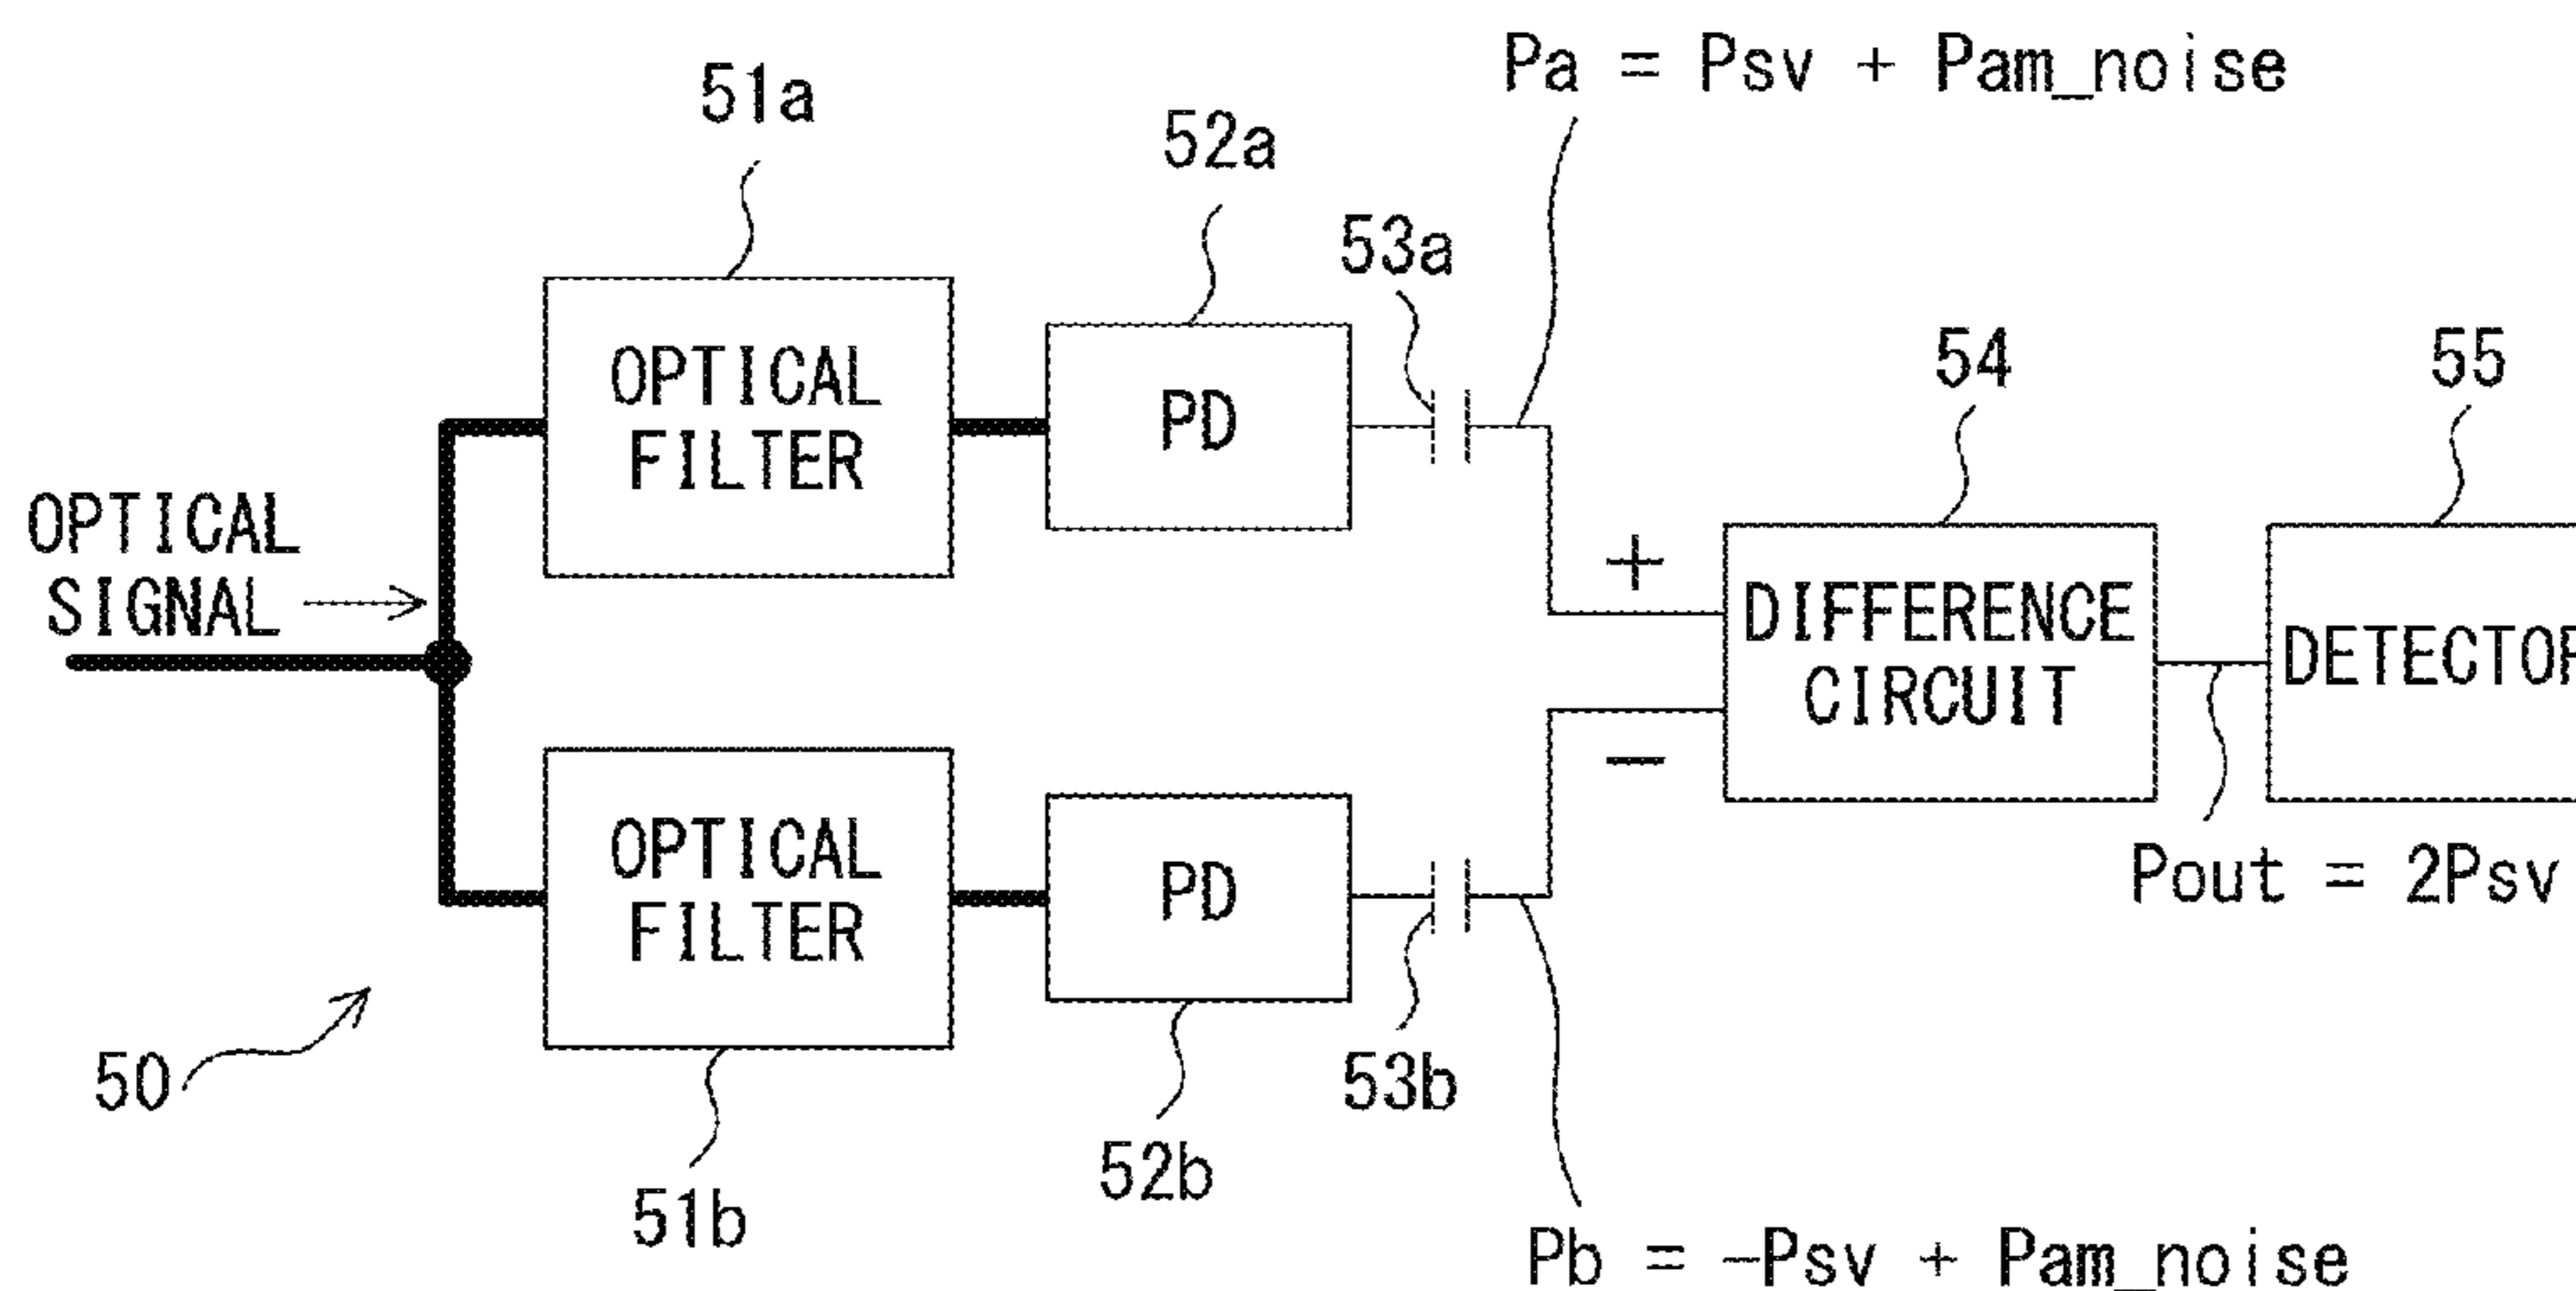 Pa = Psv + Pam_noise
51a
52a
53a
54
55
OPTICAL
FILTER
PD
OPTICAL
SIGNAL
+
DIFFERENCE
CIRCUIT
−
OPTICAL
FILTER
PD
Pout = 2Psv
50
53b
52b
51b
Pb = −Psv + Pam_noise